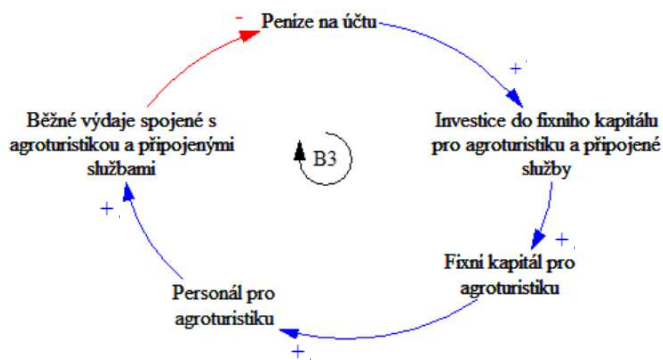 -
Peníze na účtu
+
Běžné výdaje spojené s
agroturistikou a připojenými
službami
B3
Investice do fixního kapitálu
pro agroturistiku a připojené
služby
+
+
Fixní kapitál pro
agroturistiku
Personál pro
agroturistiku
+